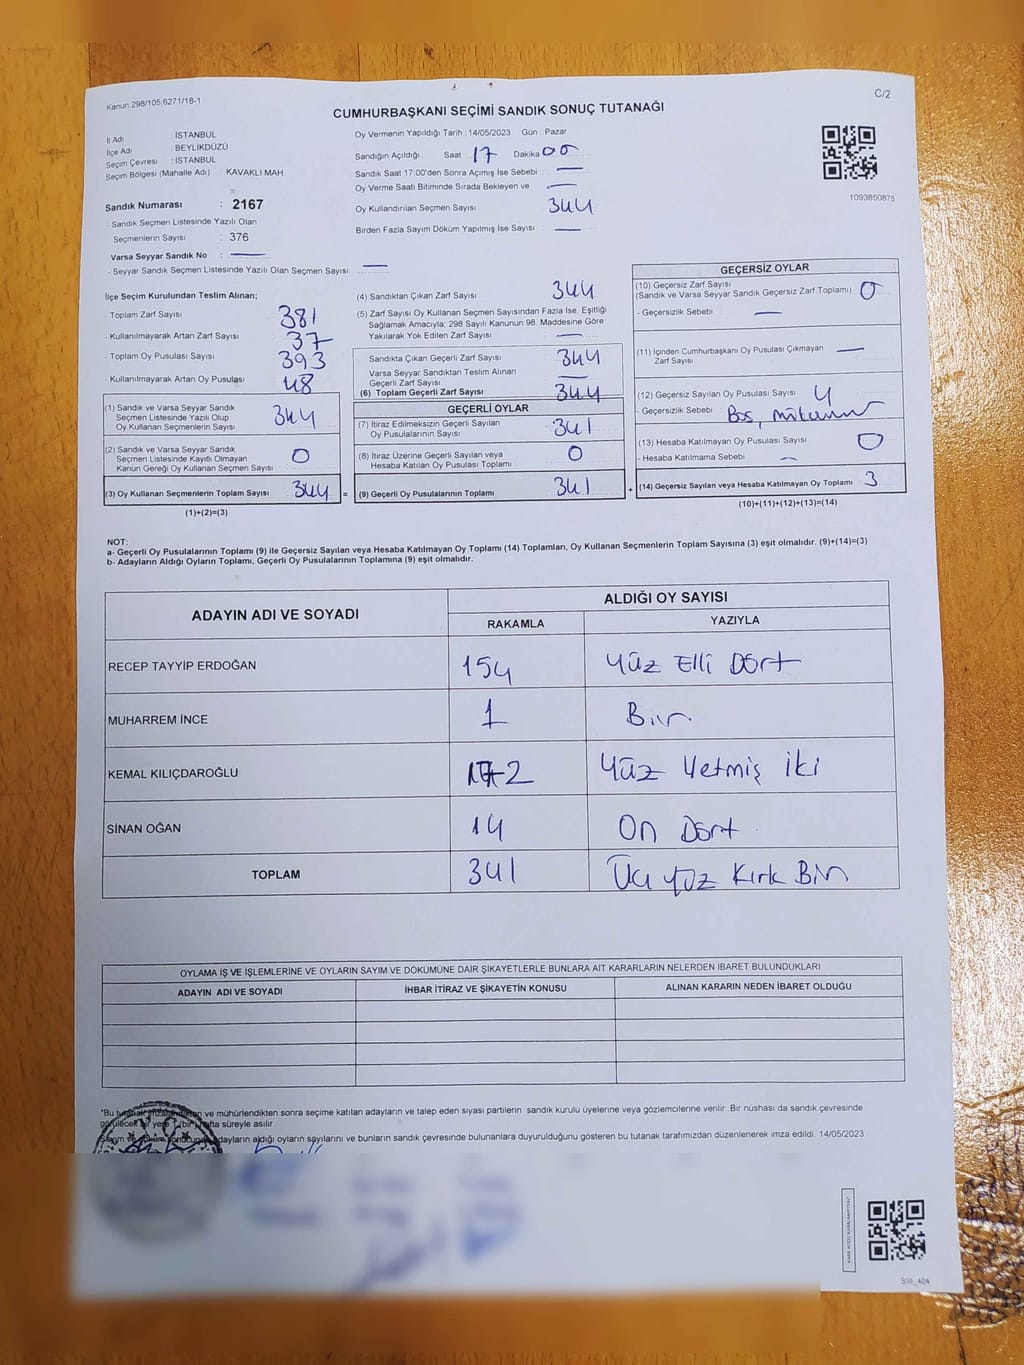 Kanun:298/105,6271/18-1
C/2
CUMHURBAŞKANI SEÇİMİ SANDIK SONUÇ TUTANAĞI
İl Adı : İSTANBUL
İlçe Adı : BEYLİKDÜZÜ
Seçim Çevresi : İSTANBUL
Seçim Bölgesi (Mahalle Adı) : KAVAKLI MAH.
Sandık Numarası : 2167
- Sandık Seçmen Listesinde Yazılı Olan
Seçmenlerin Sayısı : 376
Varsa Seyyar Sandık No : —
- Seyyar Sandık Seçmen Listesinde Yazılı Olan Seçmen Sayısı: —
Oy Vermenin Yapıldığı Tarih : 14/05/2023 Gün : Pazar
Sandığın Açıldığı Saat : 17 Dakika 00
Sandık Saat 17:00'den Sonra Açımış İse Sebebi —
Oy Verme Saati Bitiminde Sırada Bekleyen ve —
Oy Kullandırılan Seçmen Sayısı 344
Birden Fazla Sayım Döküm Yapılmış İse Sayısı —
1093850875
İlçe Seçim Kurulundan Teslim Alınan;
- Toplam Zarf Sayısı 381
- Kullanılmayarak Artan Zarf Sayısı 37
- Toplam Oy Pusulası Sayısı 393
- Kullanılmayarak Artan Oy Pusulası 48
(1) Sandık ve Varsa Seyyar Sandık
Seçmen Listesinde Yazılı Olup
Oy Kullanan Seçmenlerin Sayısı 344
(2) Sandık ve Varsa Seyyar Sandık
Seçmen Listesinde Kayıtlı Olmayan
Kanun Gereği Oy Kullanan Seçmen Sayısı 0
(3) Oy Kullanan Seçmenlerin Toplam Sayısı 344 =
(1)+(2)=(3)
(4) Sandıktan Çıkan Zarf Sayısı 344
(5) Zarf Sayısı Oy Kullanan Seçmen Sayısından Fazla İse, Eşitliği
Sağlamak Amacıyla; 298 Sayılı Kanunun 98. Maddesine Göre
Yakılarak Yok Edilen Zarf Sayısı —
Sandıkta Çıkan Geçerli Zarf Sayısı 344
Varsa Seyyar Sandıktan Teslim Alınan
Geçerli Zarf Sayısı —
(6) Toplam Geçerli Zarf Sayısı 344
GEÇERLİ OYLAR
(7) İtiraz Edilmeksizin Geçerli Sayılan
Oy Pusulalarının Sayısı 341
(8) İtiraz Üzerine Geçerli Sayılan veya
Hesaba Katılan Oy Pusulası Toplamı 0
(9) Geçerli Oy Pusulalarının Toplamı 341 +
GEÇERSİZ OYLAR
(10) Geçersiz Zarf Sayısı
(Sandık ve Varsa Seyyar Sandık Geçersiz Zarf Toplamı) 0
- Geçersizlik Sebebi —
(11) İçinden Cumhurbaşkanı Oy Pusulası Çıkmayan
Zarf Sayısı —
(12) Geçersiz Sayılan Oy Pusulası Sayısı 4
- Geçersizlik Sebebi Boş,
(13) Hesaba Katılmayan Oy Pusulası Sayısı 0
- Hesaba Katılmama Sebebi —
(14) Geçersiz Sayılan veya Hesaba Katılmayan Oy Toplamı 3
(10)+(11)+(12)+(13)=(14)
NOT:
a- Geçerli Oy Pusulalarının Toplamı (9) ile Geçersiz Sayılan veya Hesaba Katılmayan Oy Toplamı (14) Toplamları, Oy Kullanan Seçmenlerin Toplam Sayısına (3) eşit olmalıdır. (9)+(14)=(3)
b- Adayların Aldığı Oyların Toplamı, Geçerli Oy Pusulalarının Toplamına (9) eşit olmalıdır.
ADAYIN ADI VE SOYADI ALDIĞI OY SAYISI
RAKAMLA YAZIYLA
RECEP TAYYİP ERDOĞAN 154 Yüz Elli Dört
MUHARREM İNCE 1 Bir
KEMAL KILIÇDAROĞLU 172 Yüz Yetmiş iki
SİNAN OĞAN 14 On Dört
TOPLAM 341 Üç yüz Kırk Bir
OYLAMA İŞ VE İŞLEMLERİNE VE OYLARIN SAYIM VE DÖKÜMÜNE DAİR ŞİKAYETLERLE BUNLARA AİT KARARLARIN NELERDEN İBARET BULUNDUKLARI
ADAYIN ADI VE SOYADI İHBAR İTİRAZ VE ŞİKAYETİN KONUSU ALINAN KARARIN NEDEN İBARET OLDUĞU
"Bu tutanak imzalandıktan ve mühürlendikten sonra seçime katılan adayların ve talep eden siyasi partilerin sandık kurulu üyelerine veya gözlemcilerine verilir. Bir nüshası da sandık çevresinde
görülecek bir yere 1 (bir) hafta süreyle asılır.
Sayım ve döküm sonucunda adayların aldığı oyların sayılarını ve bunların sandık çevresinde bulunanlara duyurulduğunu gösteren bu tutanak tarafımızdan düzenlenerek imza edildi. 14/05/2023
SSI_404